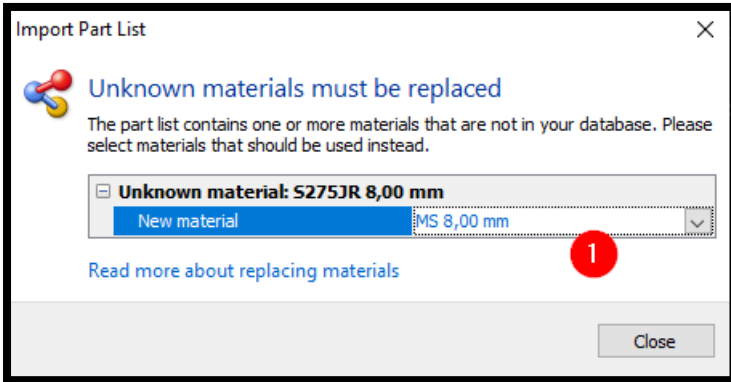 Import Part List
Unknown materials must be replaced
The part list contains one or more materials that are not in your database. Please
select materials that should be used instead.
Unknown material: S275JR 8,00 mm
New material MS 8,00 mm
1
Read more about replacing materials
Close